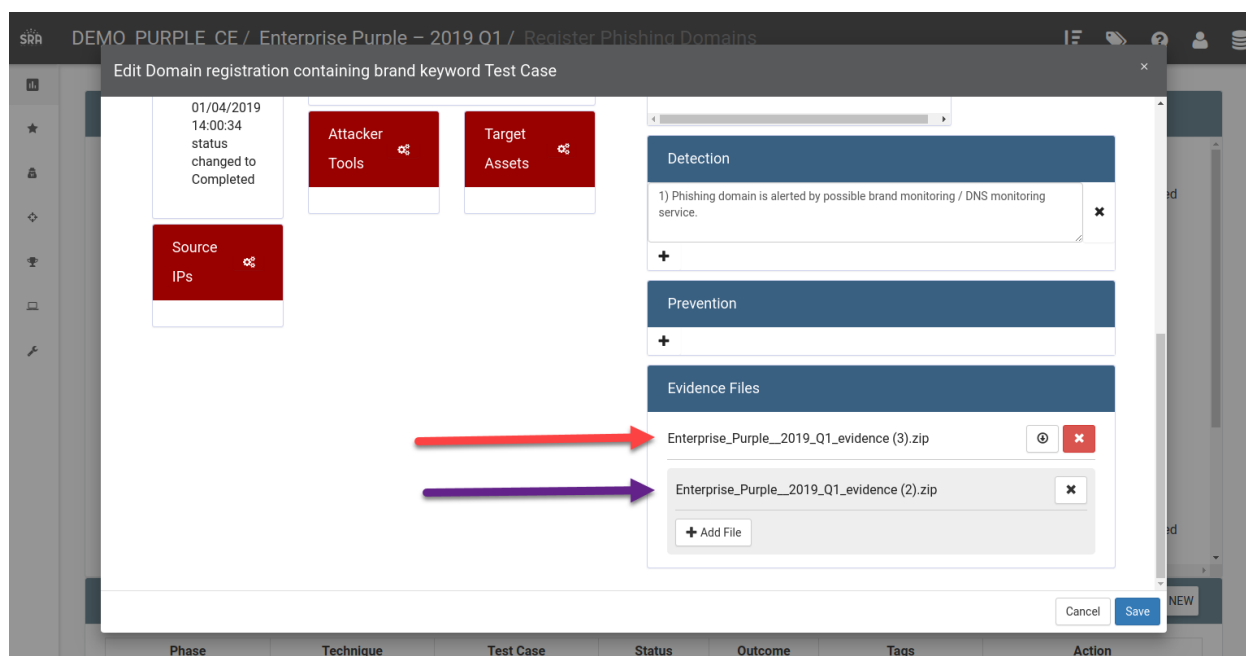 SRA
DEMO_PURPLE_CE / Enterprise Purple – 2019 Q1 / Register Phishing Domains
Edit Domain registration containing brand keyword Test Case
×
01/04/2019
14:00:34
status
changed to
Completed
Attacker
Tools
Target
Assets
Source
IPs
Detection
1) Phishing domain is alerted by possible brand monitoring / DNS monitoring
service.
Prevention
Evidence Files
Enterprise_Purple__2019_Q1_evidence (3).zip
Enterprise_Purple__2019_Q1_evidence (2).zip
Add File
ed
ed
Cancel
Save
NEW
Phase Technique Test Case Status Outcome Tags Action